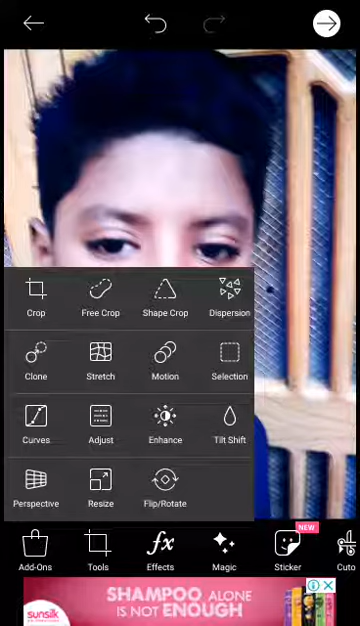 Crop Free Crop Shape Crop Dispersion
Clone Stretch Motion Selection
Curves Adjust Enhance Tilt Shift
Perspective Resize Flip/Rotate
NEW
Add-Ons Tools Effects Magic Sticker Cuto
SHAMPOO ALONE
IS NOT ENOUGH
sunsilk